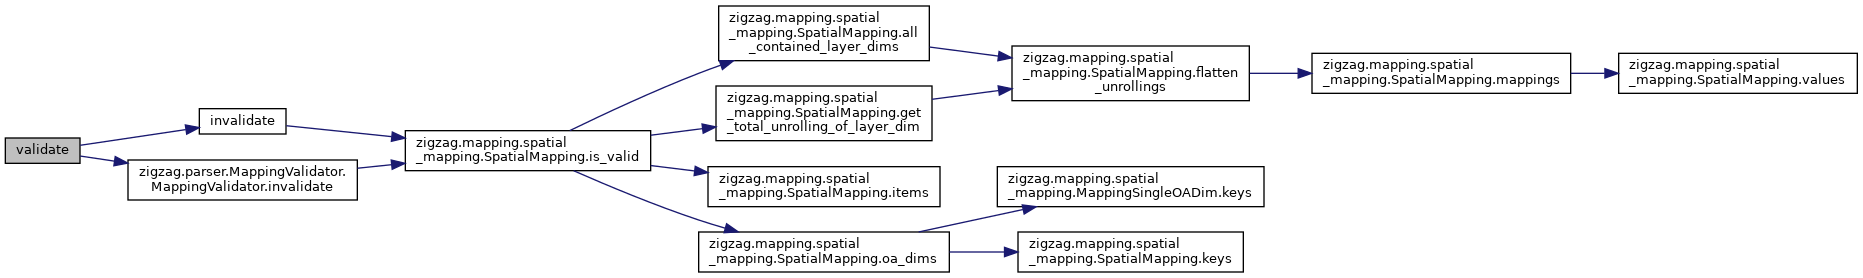 validate
invalidate
zigzag.parser.MappingValidator.
MappingValidator.invalidate
zigzag.mapping.spatial
_mapping.SpatialMapping.is_valid
zigzag.mapping.spatial
_mapping.SpatialMapping.all
_contained_layer_dims
zigzag.mapping.spatial
_mapping.SpatialMapping.get
_total_unrolling_of_layer_dim
zigzag.mapping.spatial
_mapping.SpatialMapping.items
zigzag.mapping.spatial
_mapping.SpatialMapping.oa_dims
zigzag.mapping.spatial
_mapping.SpatialMapping.flatten
_unrollings
zigzag.mapping.spatial
_mapping.MappingSingleOADim.keys
zigzag.mapping.spatial
_mapping.SpatialMapping.keys
zigzag.mapping.spatial
_mapping.SpatialMapping.mappings
zigzag.mapping.spatial
_mapping.SpatialMapping.values